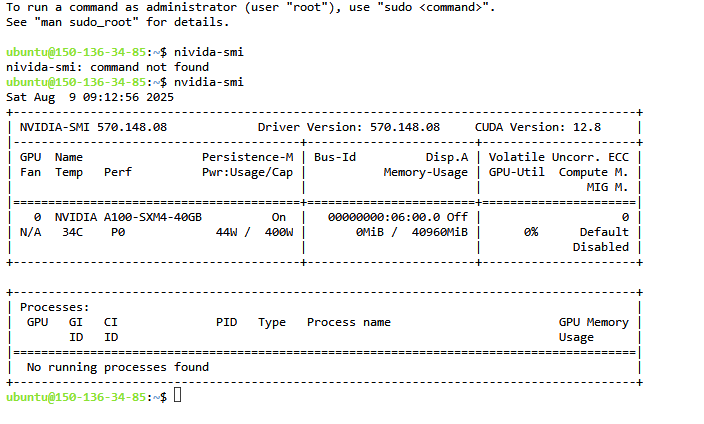 To run a command as administrator (user "root"), use "sudo <command>".
See "man sudo_root" for details.

ubuntu@150-136-34-85:~$ nivida-smi
nivida-smi: command not found
ubuntu@150-136-34-85:~$ nvidia-smi
Sat Aug  9 09:12:56 2025
+-----------------------------------------------------------------------------------------+
| NVIDIA-SMI 570.148.08             Driver Version: 570.148.08     CUDA Version: 12.8     |
|-----------------------------------------+------------------------+----------------------+
| GPU  Name                 Persistence-M | Bus-Id          Disp.A | Volatile Uncorr. ECC |
| Fan  Temp   Perf          Pwr:Usage/Cap |           Memory-Usage | GPU-Util  Compute M. |
|                                         |                        |               MIG M. |
|=========================================+========================+======================|
|   0  NVIDIA A100-SXM4-40GB          On  |   00000000:06:00.0 Off |                    0 |
| N/A   34C    P0              44W /  400W |       0MiB /  40960MiB |      0%      Default |
|                                         |                        |             Disabled |
+-----------------------------------------+------------------------+----------------------+

+-----------------------------------------------------------------------------------------+
| Processes:                                                                              |
|  GPU   GI   CI              PID   Type   Process name                        GPU Memory |
|        ID   ID                                                               Usage      |
|=========================================================================================|
|  No running processes found                                                             |
+-----------------------------------------------------------------------------------------+
ubuntu@150-136-34-85:~$